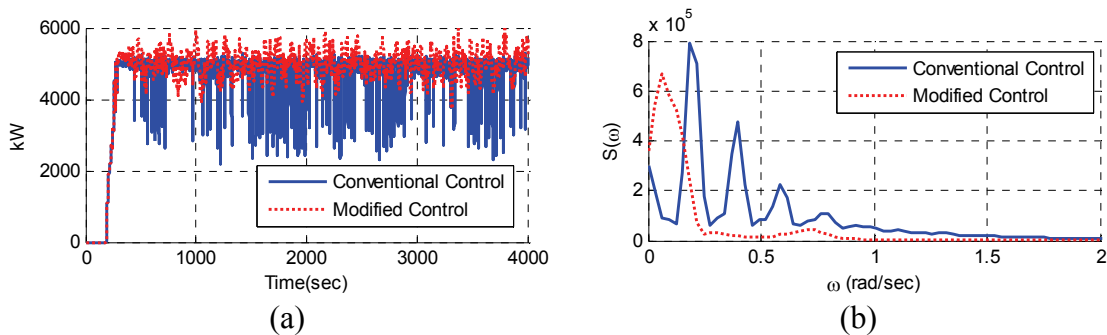 6000
4000
2000
0
kW
Conventional Control
Modified Control
0 1000 2000 3000 4000
Time(sec)
(a)
x 10^5
8
6
4
2
0
S(ω)
Conventional Control
Modified Control
0 0.5 1 1.5 2
ω (rad/sec)
(b)